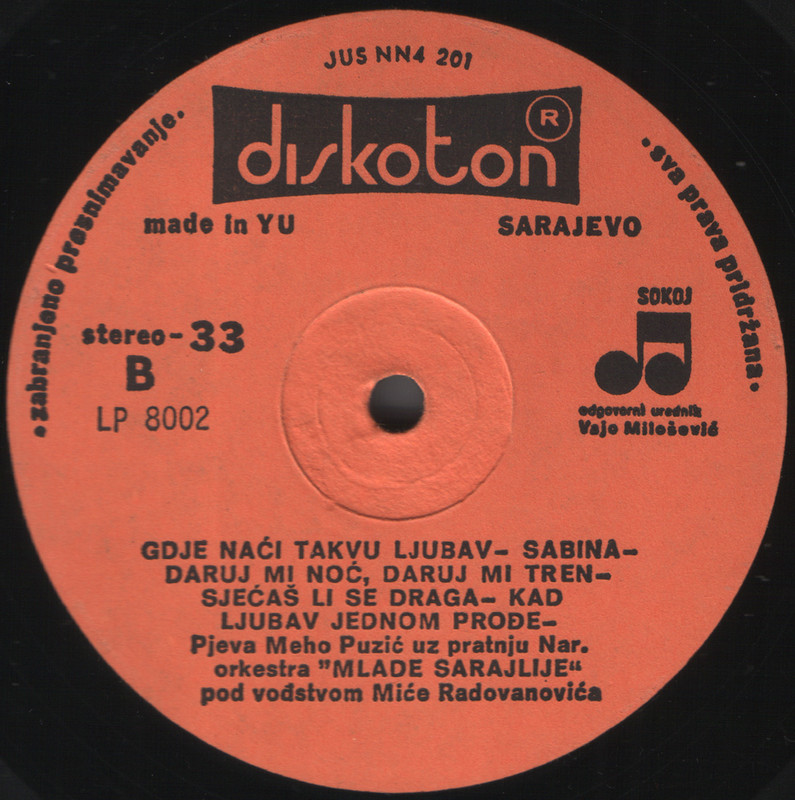 JUS NN4 201
diskoton
R
made in YU
SARAJEVO
•zabranjeno presnimavanje•
•sva prava pridržana•
stereo-33
B
LP 8002
SOKOJ
odgovorni urednik
Vajo Milošević
GDJE NAĆI TAKVU LJUBAV– SABINA–
DARUJ MI NOĆ, DARUJ MI TREN–
SJEĆAŠ LI SE DRAGA– KAD
LJUBAV JEDNOM PROĐE–
Pjeva Meho Puzić uz pratnju Nar.
orkestra ”MLADE SARAJLIJE“
pod vođstvom Miće Radovanovića